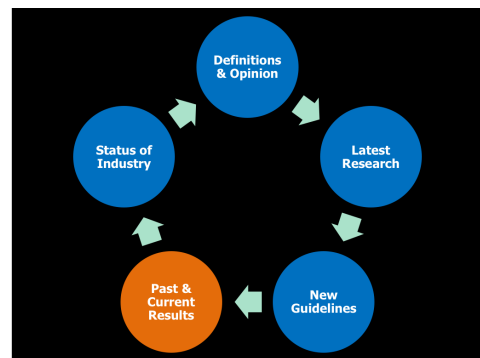 Definitions
& Opinion
Latest
Research
New
Guidelines
Past &
Current
Results
Status of
Industry